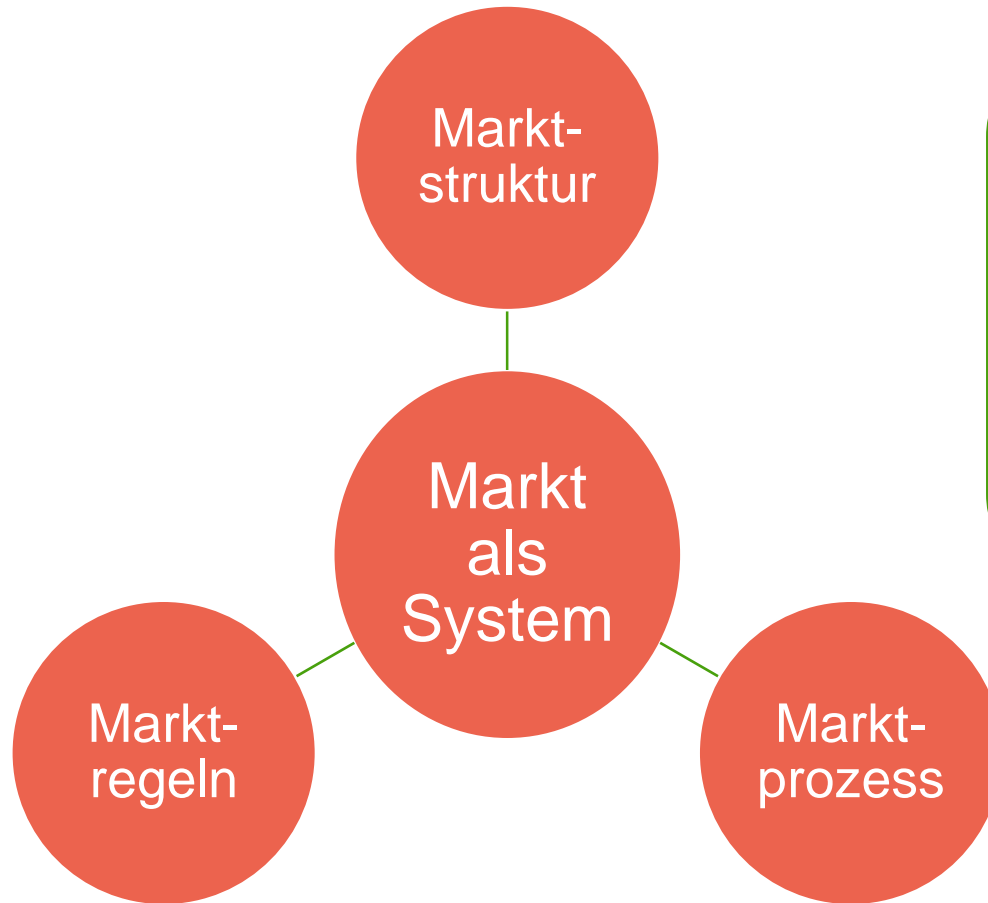 Markt-
struktur
Markt
als
System
Markt-
regeln
Markt-
prozess